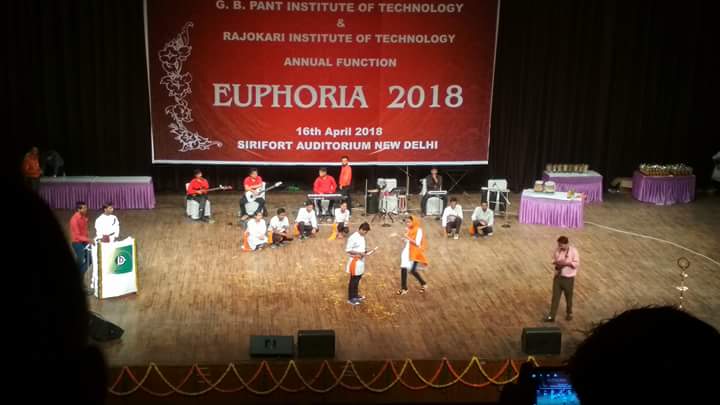 G. B. PANT INSTITUTE OF TECHNOLOGY
&
RAJOKARI INSTITUTE OF TECHNOLOGY
ANNUAL FUNCTION
EUPHORIA 2018
16th April 2018
SIRIFORT AUDITORIUM NEW DELHI